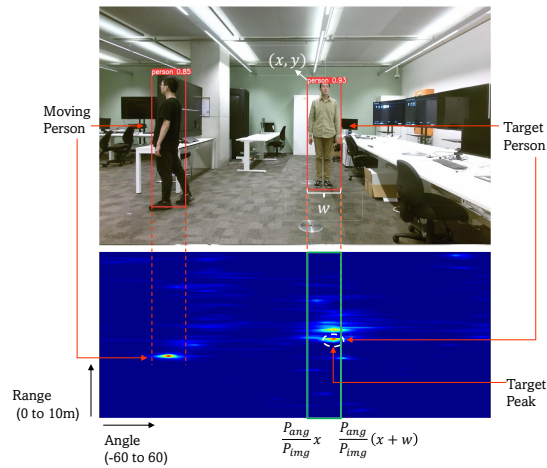 (x, y)
person 0.85
person 0.93
Moving
Person
Target
Person
w
Target
Peak
Range
(0 to 10m)
Angle
(-60 to 60)
P_ang/P_img x
P_ang/P_img (x + w)